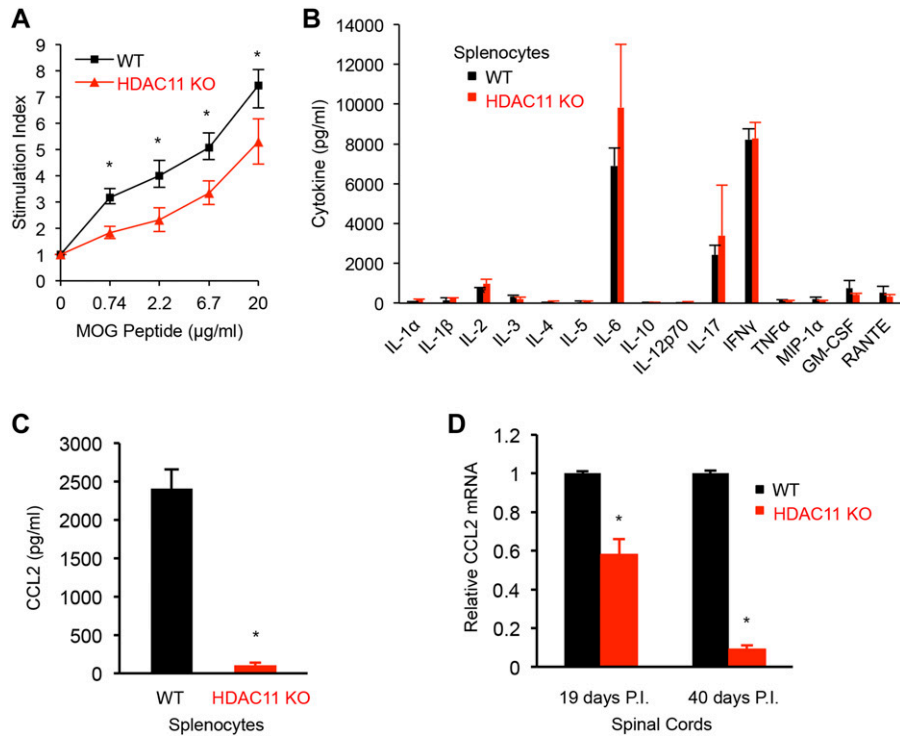 A
9
8
7
6
5
4
3
2
1
0
Stimulation Index
WT
HDAC11 KO
*
*
*
*
0 0.74 2.2 6.7 20
MOG Peptide (µg/ml)
B
14000
12000
10000
8000
6000
4000
2000
0
Cytokine (pg/ml)
Splenocytes
WT
HDAC11 KO
IL-1α
IL-1β
IL-2
IL-3
IL-4
IL-5
IL-6
IL-10
IL-12p70
IL-17
IFNγ
TNFα
MIP-1α
GM-CSF
RANTE
C
3000
2500
2000
1500
1000
500
0
CCL2 (pg/ml)
*
WT HDAC11 KO
Splenocytes
D
1.2
1
0.8
0.6
0.4
0.2
0
Relative CCL2 mRNA
WT
HDAC11 KO
*
*
19 days P.I. 40 days P.I.
Spinal Cords